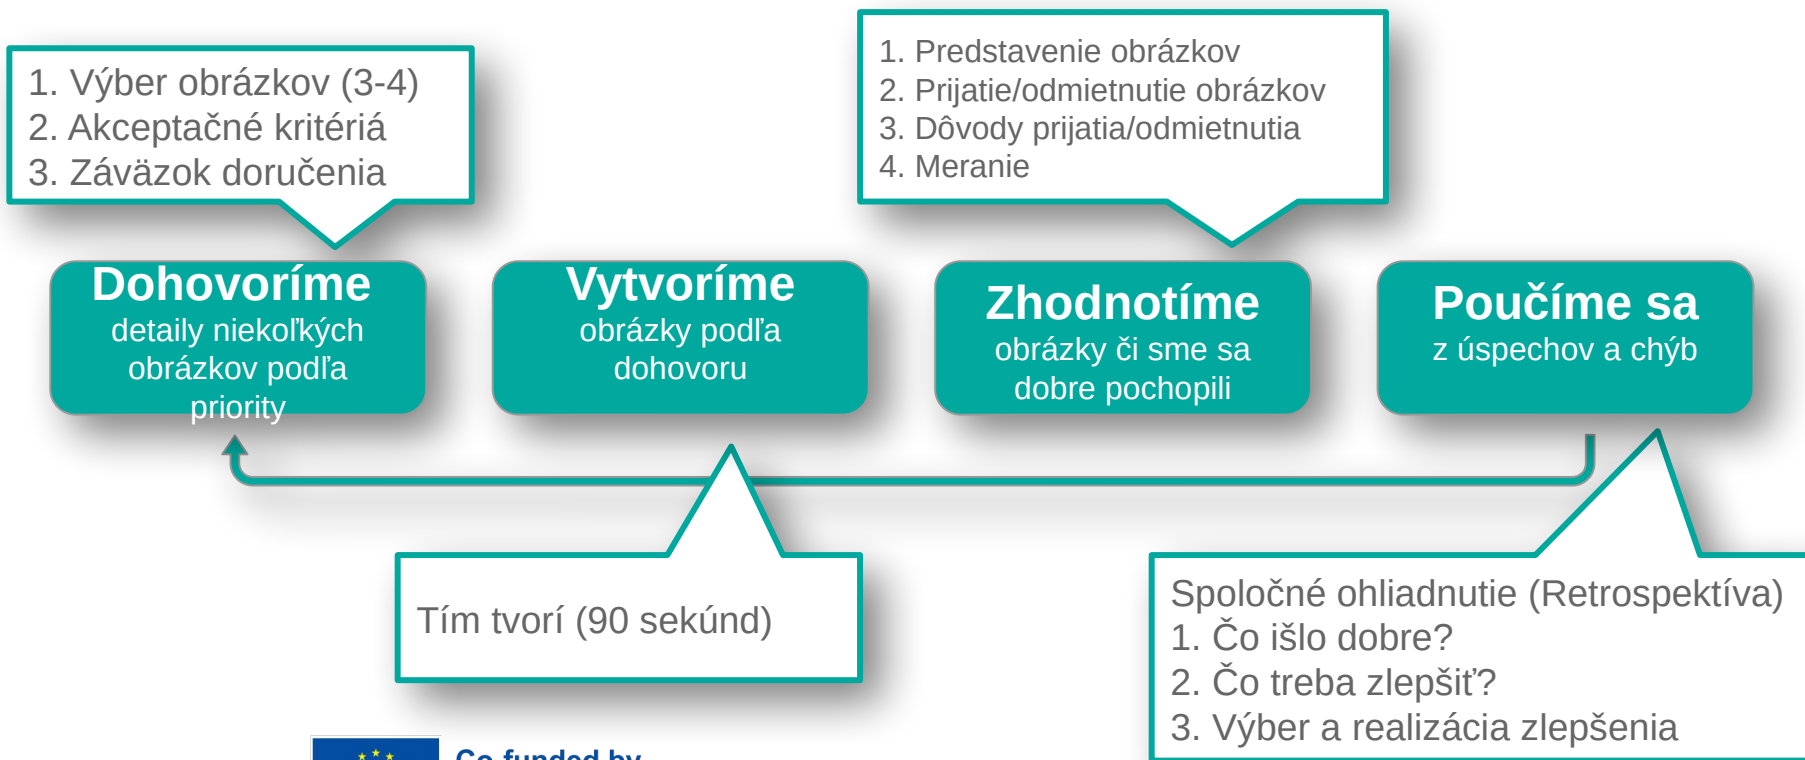 1. Výber obrázkov (3-4)
2. Akceptačné kritériá
3. Záväzok doručenia
1. Predstavenie obrázkov
2. Prijatie/odmietnutie obrázkov
3. Dôvody prijatia/odmietnutia
4. Meranie
Dohovoríme
detaily niekoľkých
obrázkov podľa
priority
Vytvoríme
obrázky podľa
dohovoru
Zhodnotíme
obrázky či sme sa
dobre pochopili
Poučíme sa
z úspechov a chýb
Tím tvorí (90 sekúnd)
Spoločné ohliadnutie (Retrospektíva)
1. Čo išlo dobre?
2. Čo treba zlepšiť?
3. Výber a realizácia zlepšenia
Co-funded by